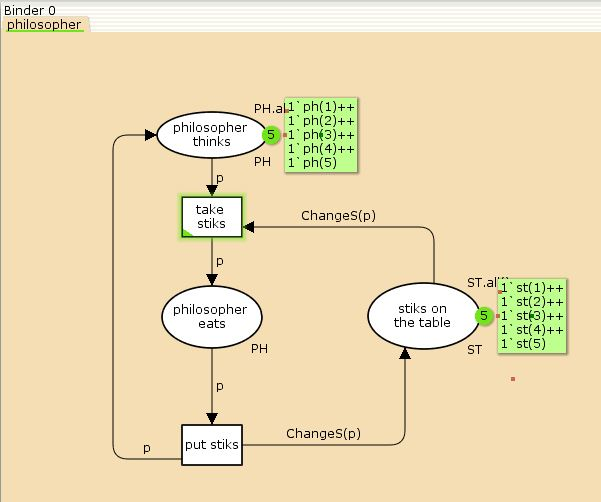 Binder 0
philosopher
PH.al
philosopher
thinks
5
1`ph(1)++
1`ph(2)++
1`ph(3)++
1`ph(4)++
1`ph(5)
PH
p
take
stiks
ChangeS(p)
p
philosopher
eats
PH
ST.all()
stiks on
the table
5
1`st(1)++
1`st(2)++
1`st(3)++
1`st(4)++
1`st(5)
ST
p
put stiks
ChangeS(p)
p